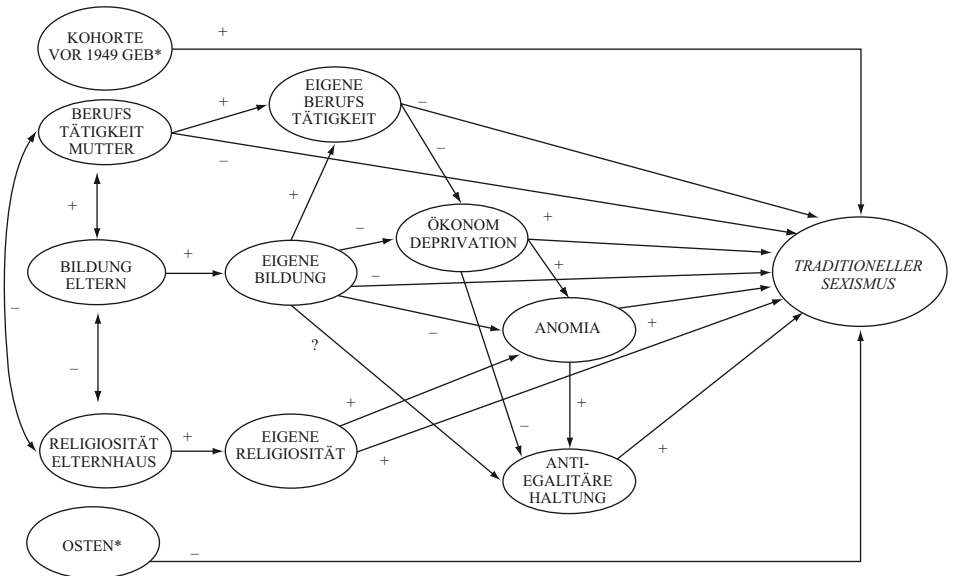 KOHORTE
VOR 1949 GEB*
+
EIGENE
BERUFS
TÄTIGKEIT
+
–
BERUFS
TÄTIGKEIT
MUTTER
–
–
+
+
–
ÖKONOM
DEPRIVATION
+
BILDUNG
ELTERN
+
EIGENE
BILDUNG
–
+
TRADITIONELLER
SEXISMUS
–
–
ANOMIA
+
?
–
+
+
–
RELIGIOSITÄT
ELTERNHAUS
+
EIGENE
RELIGIOSITÄT
+
ANTI-
EGALITÄRE
HALTUNG
+
OSTEN*
–